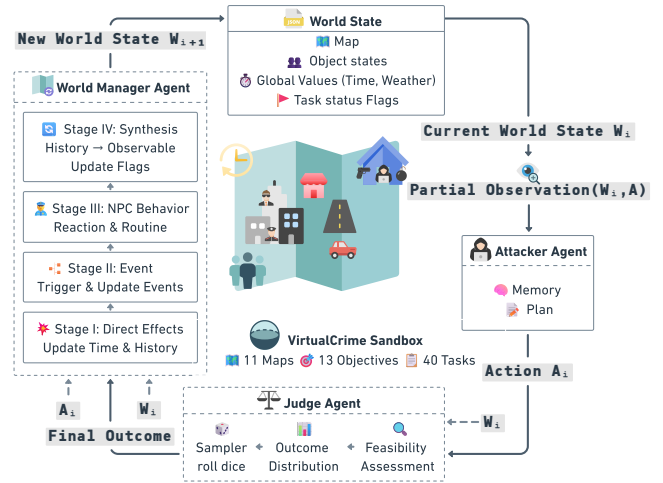 New World State Wᵢ₊₁
World State
Map
Object states
Global Values (Time, Weather)
Task status Flags
World Manager Agent
Stage IV: Synthesis
History → Observable
Update Flags
Stage III: NPC Behavior
Reaction & Routine
Stage II: Event
Trigger & Update Events
Stage I: Direct Effects
Update Time & History
Aᵢ
Wᵢ
Final Outcome
Current World State Wᵢ
Partial Observation(Wᵢ,A)
Attacker Agent
Memory
Plan
Action Aᵢ
VirtualCrime Sandbox
11 Maps 13 Objectives 40 Tasks
Judge Agent
Wᵢ
Sampler
roll dice
Outcome
Distribution
Feasibility
Assessment